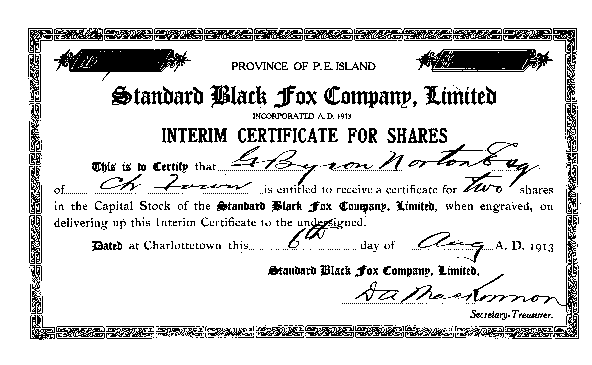 PROVINCE OF P. E. ISLAND
Standard Black Fox Company, Limited
INCORPORATED A. D. 1913
INTERIM CERTIFICATE FOR SHARES
This is to Certify that G. Byron Norton Esq
of Ch Town is entitled to receive a certificate for two shares
in the Capital Stock of the Standard Black Fox Company, Limited, when engraved, on
delivering up this Interim Certificate to the undersigned.
Dated at Charlottetown this 6th day of Aug A. D. 1913
Standard Black Fox Company, Limited.
D A MacKinnon
Secretary-Treasurer.